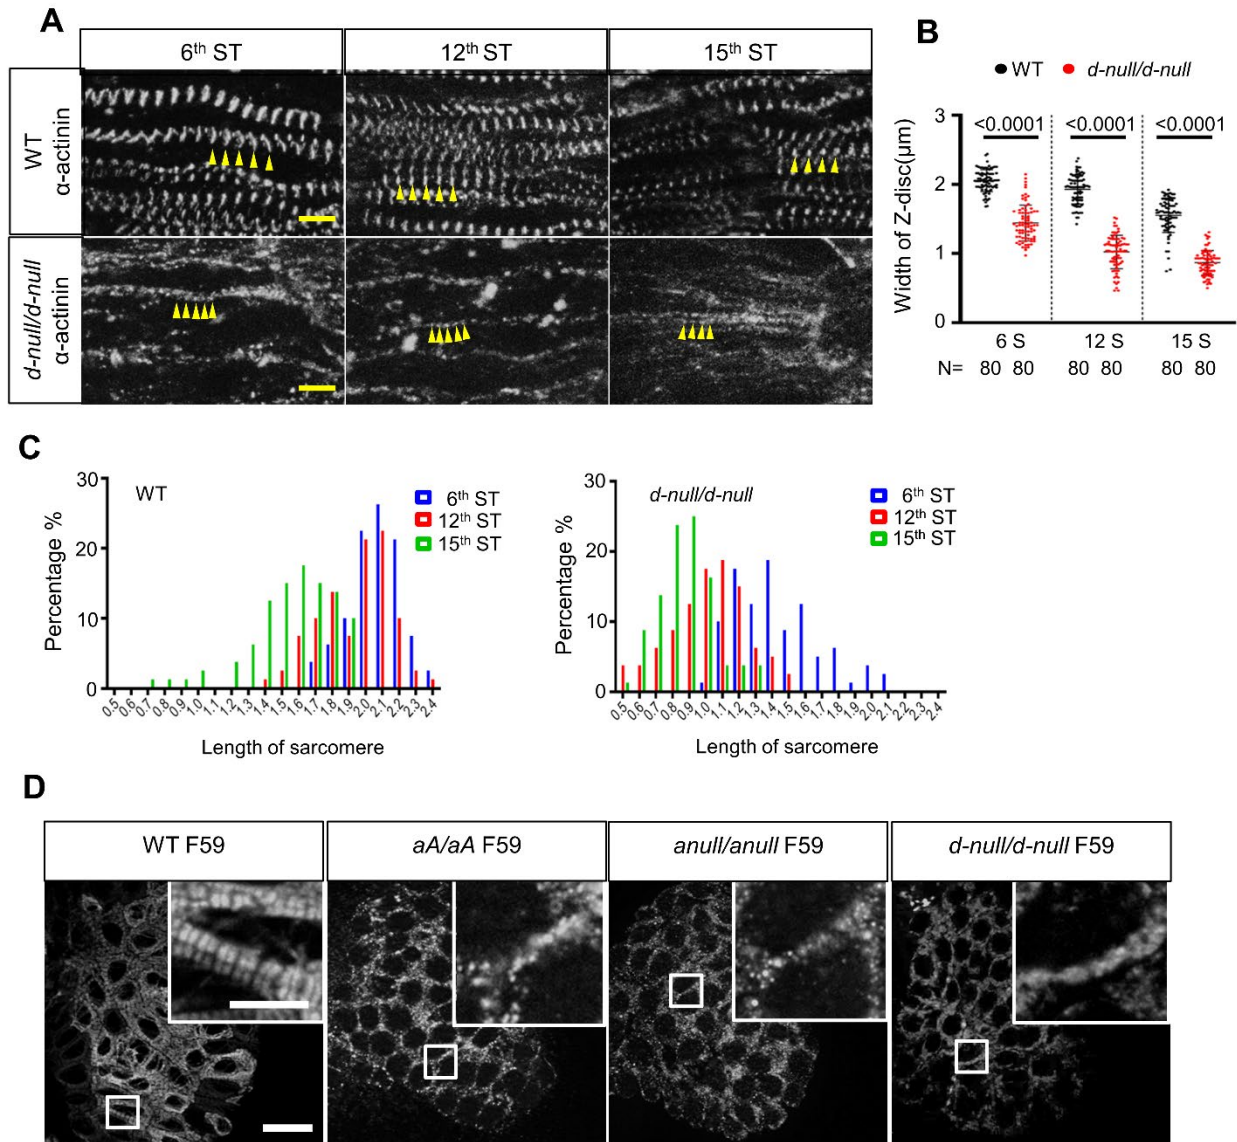 A
6th ST
12th ST
15th ST
WT
α-actinin
d-null/d-null
α-actinin
B
WT
d-null/d-null
<0.0001
<0.0001
<0.0001
Width of Z-disc(μm)
3
2
1
0
6 S
12 S
15 S
N=
80
80
80
80
80
80
C
WT
6th ST
12th ST
15th ST
Percentage %
30
20
10
0
0.5 0.6 0.7 0.8 0.9 1.0 1.1 1.2 1.3 1.4 1.5 1.6 1.7 1.8 1.9 2.0 2.1 2.2 2.3 2.4
Length of sarcomere
d-null/d-null
6th ST
12th ST
15th ST
Percentage %
30
20
10
0
0.5 0.6 0.7 0.8 0.9 1.0 1.1 1.2 1.3 1.4 1.5 1.6 1.7 1.8 1.9 2.0 2.1 2.2 2.3 2.4
Length of sarcomere
D
WT F59
aA/aA F59
anull/anull F59
d-null/d-null F59